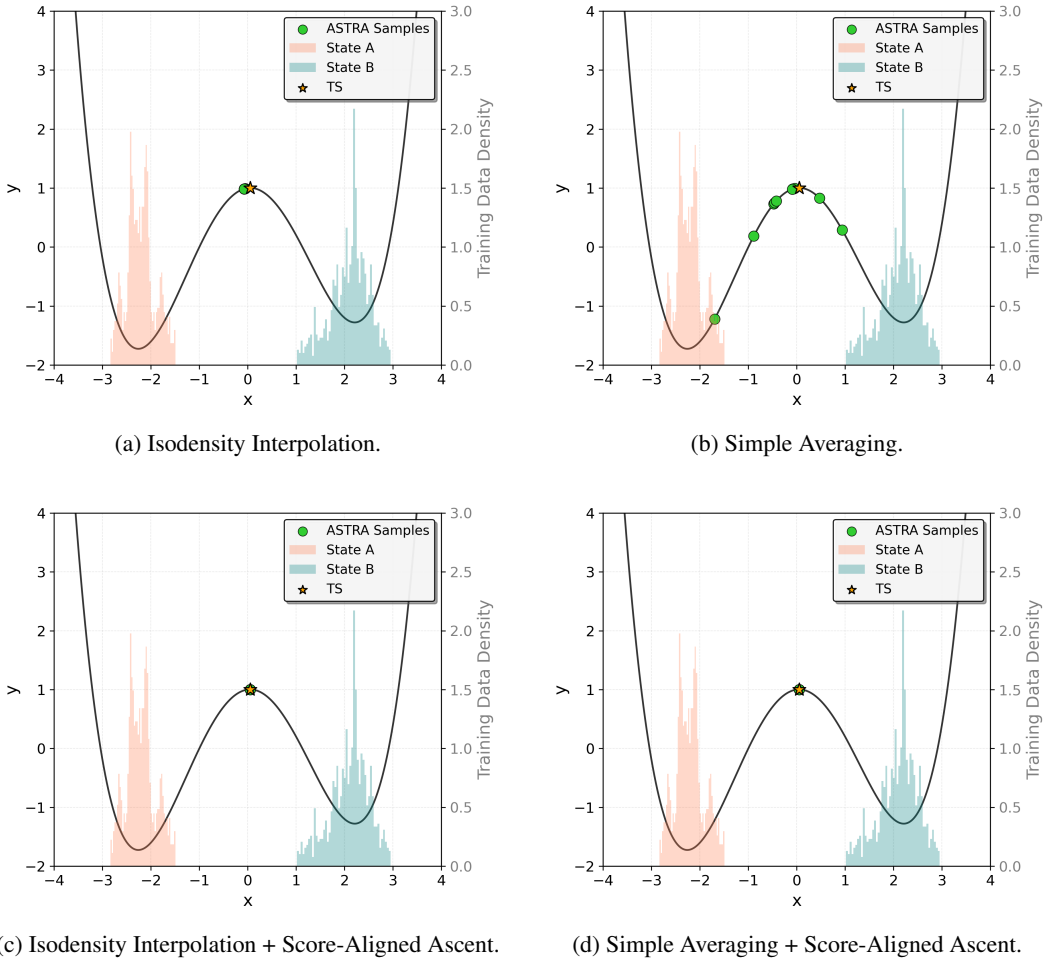 4
3
2
1
0
−1
−2
y
−4
−3
−2
−1
0
1
2
3
4
x
3.0
2.5
2.0
1.5
1.0
0.5
0.0
Training Data Density
ASTRA Samples
State A
State B
TS
(a) Isodensity Interpolation.
4
3
2
1
0
−1
−2
y
−4
−3
−2
−1
0
1
2
3
4
x
3.0
2.5
2.0
1.5
1.0
0.5
0.0
Training Data Density
ASTRA Samples
State A
State B
TS
(b) Simple Averaging.
4
3
2
1
0
−1
−2
y
−4
−3
−2
−1
0
1
2
3
4
x
3.0
2.5
2.0
1.5
1.0
0.5
0.0
Training Data Density
ASTRA Samples
State A
State B
TS
(c) Isodensity Interpolation + Score-Aligned Ascent.
4
3
2
1
0
−1
−2
y
−4
−3
−2
−1
0
1
2
3
4
x
3.0
2.5
2.0
1.5
1.0
0.5
0.0
Training Data Density
ASTRA Samples
State A
State B
TS
(d) Simple Averaging + Score-Aligned Ascent.